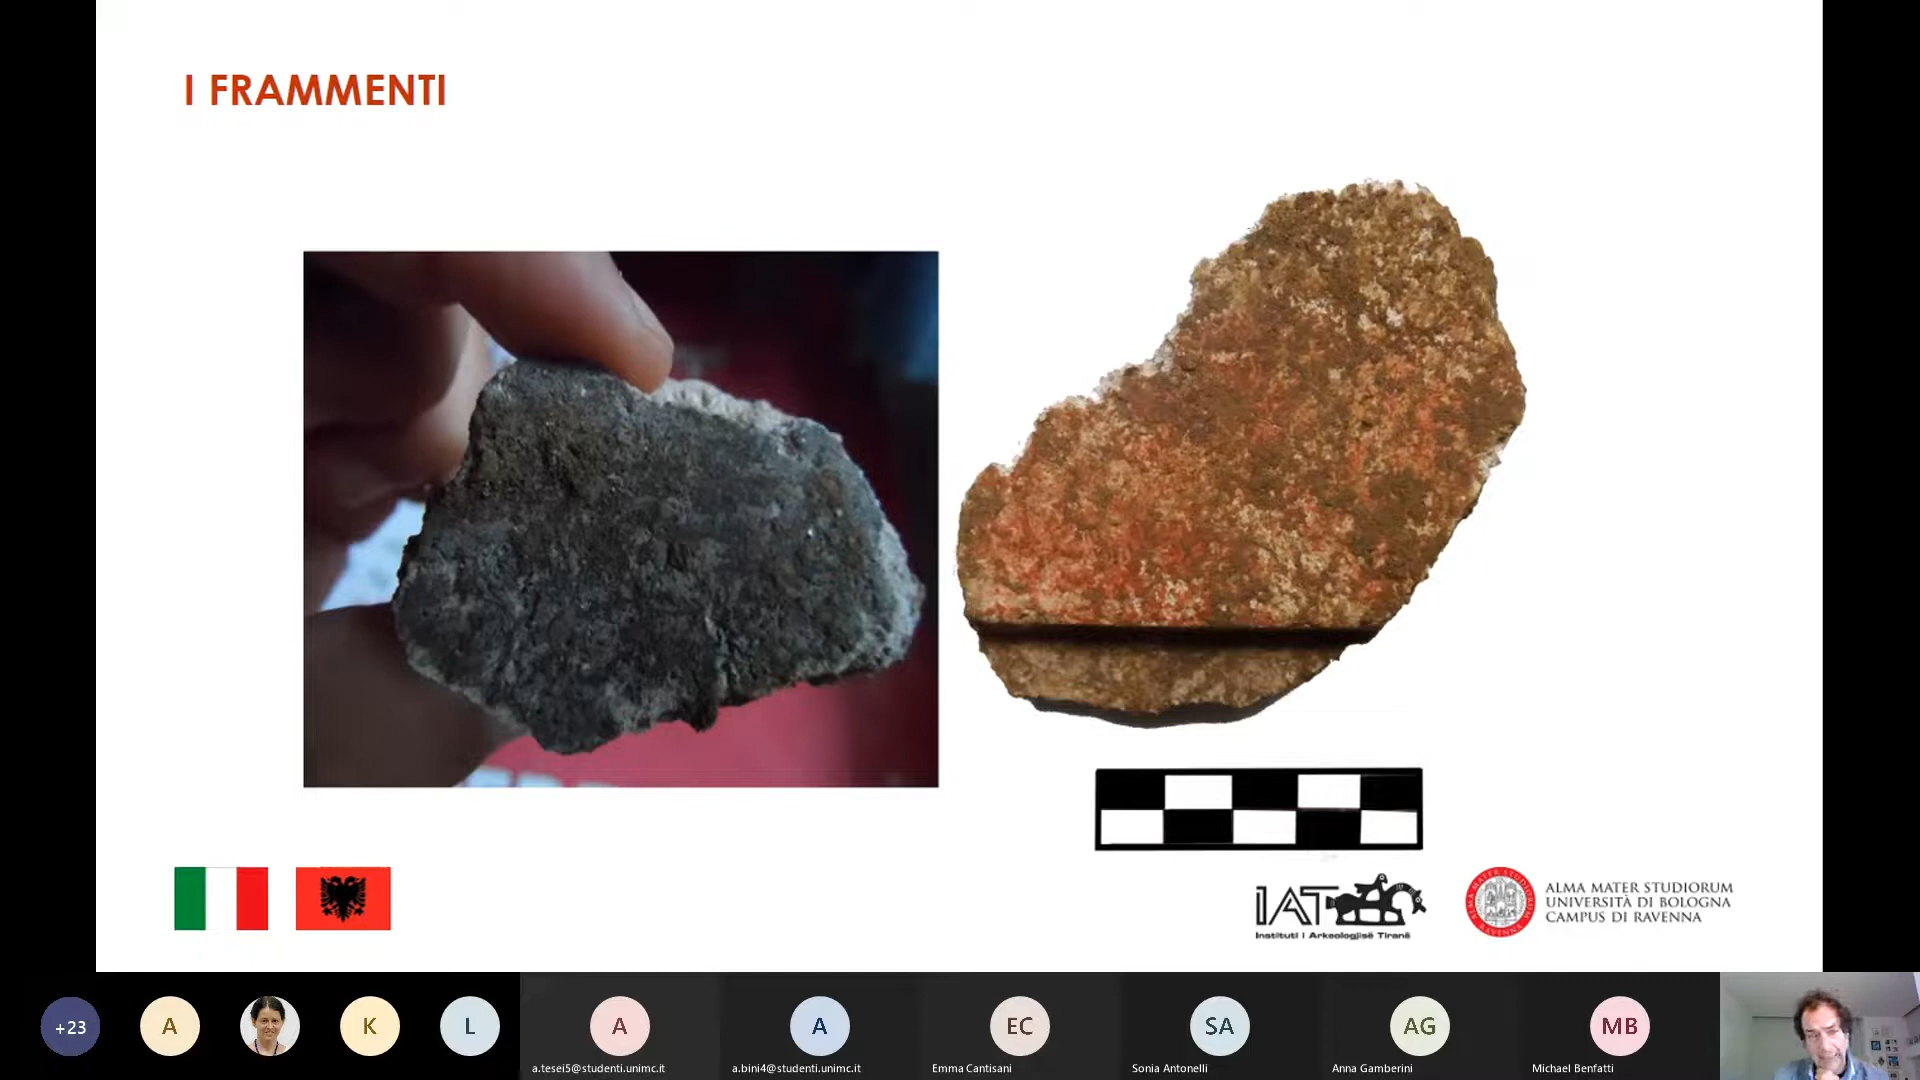 I FRAMMENTI
IAT
Instituti i Arkeologjisë Tiranë
ALMA MATER STUDIORUM
UNIVERSITÀ DI BOLOGNA
CAMPUS DI RAVENNA
+23
A
K
L
A
A
EC
SA
AG
MB
a.tesei5@studenti.unimc.it
a.bini4@studenti.unimc.it
Emma Cantisani
Sonia Antonelli
Anna Gamberini
Michael Benfatti